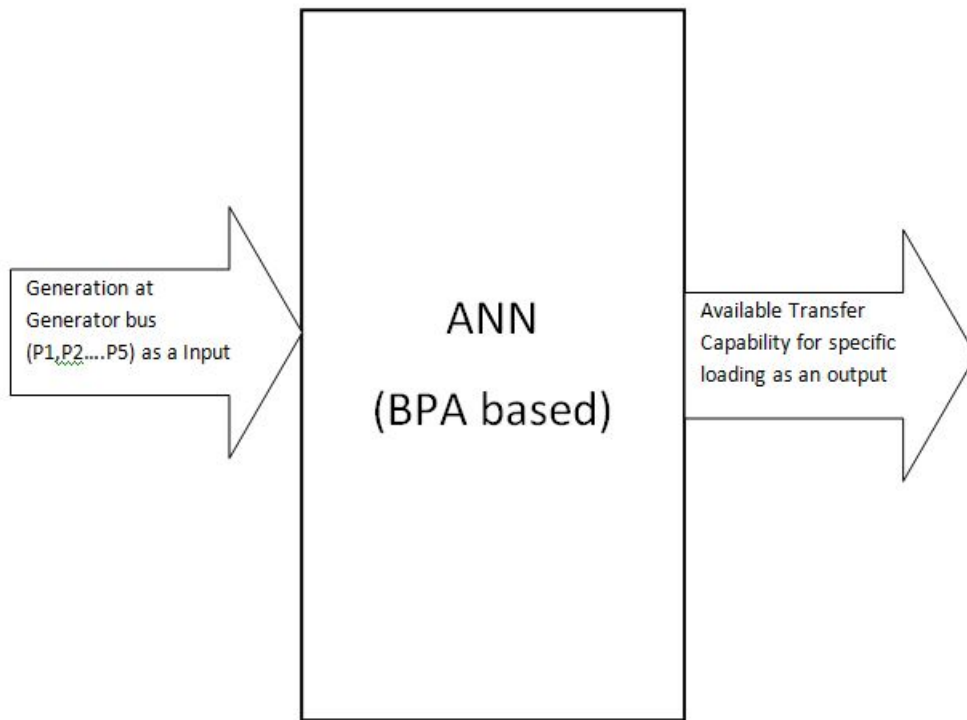 Generation at
Generator bus
(P1,P2....P5) as a Input
ANN
(BPA based)
Available Transfer
Capability for specific
loading as an output